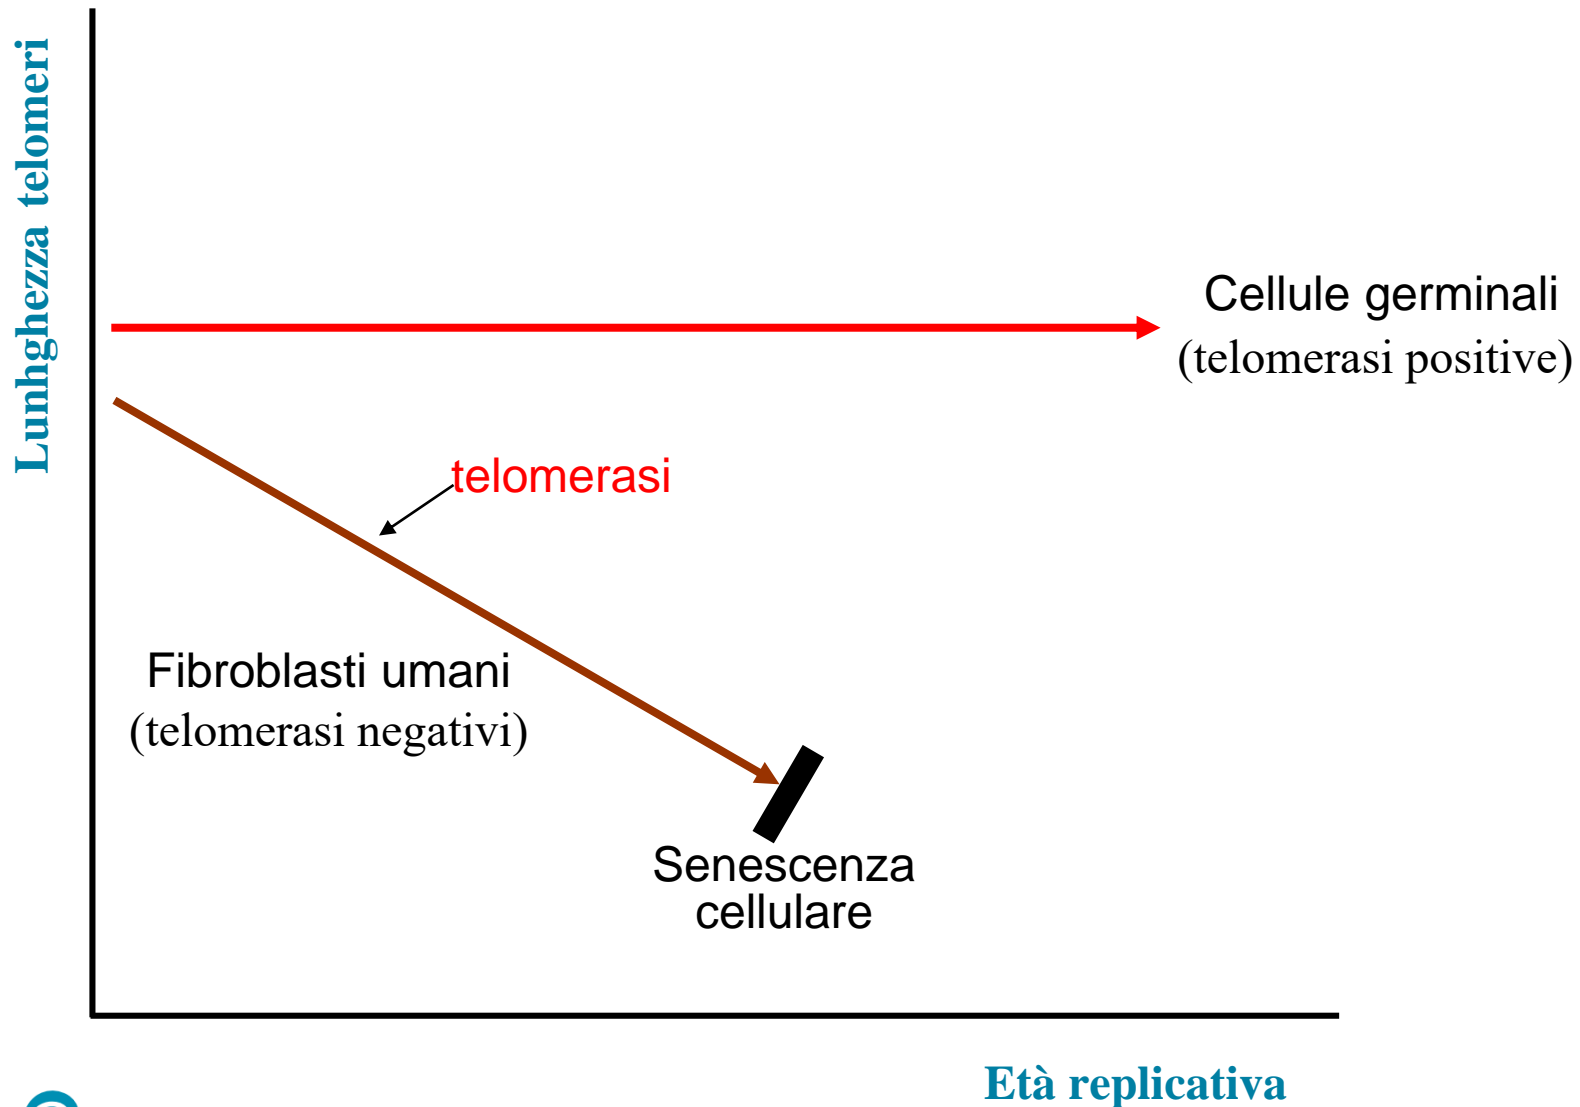 Lunhghezza telomeri
Cellule germinali
(telomerasi positive)
telomerasi
Fibroblasti umani
(telomerasi negativi)
Senescenza
cellulare
Età replicativa